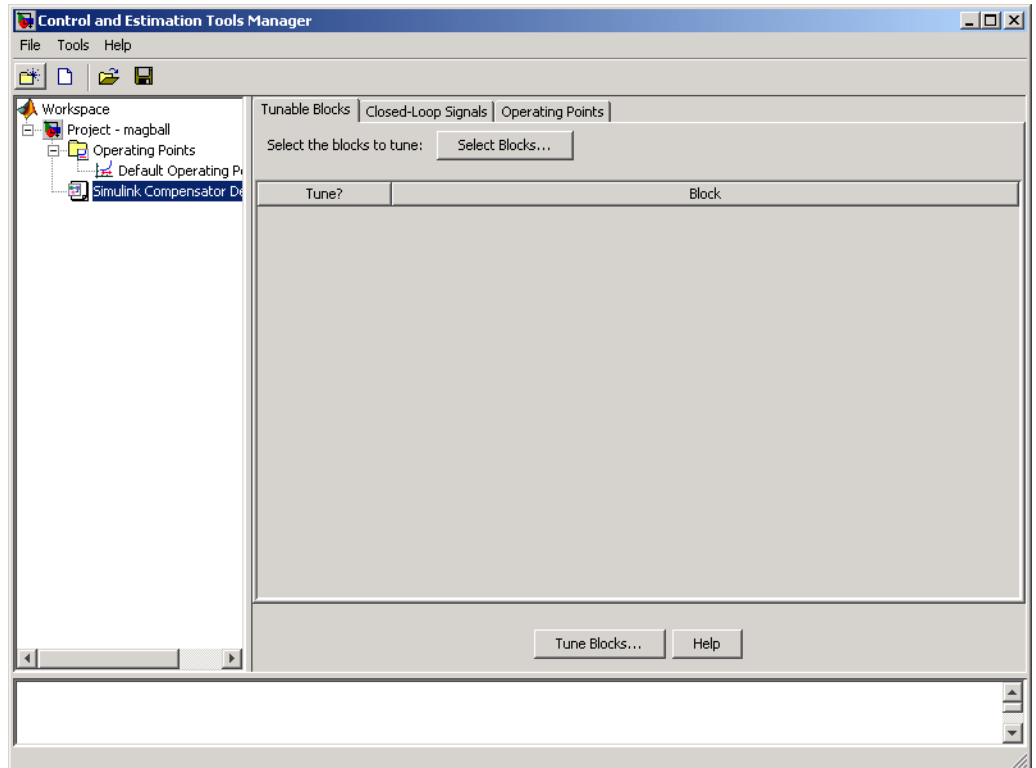 Control and Estimation Tools Manager
File Tools Help
Workspace
Project - magball
Operating Points
Default Operating P
Simulink Compensator De
Tunable Blocks Closed-Loop Signals Operating Points
Select the blocks to tune: Select Blocks...
Tune? Block
Tune Blocks... Help